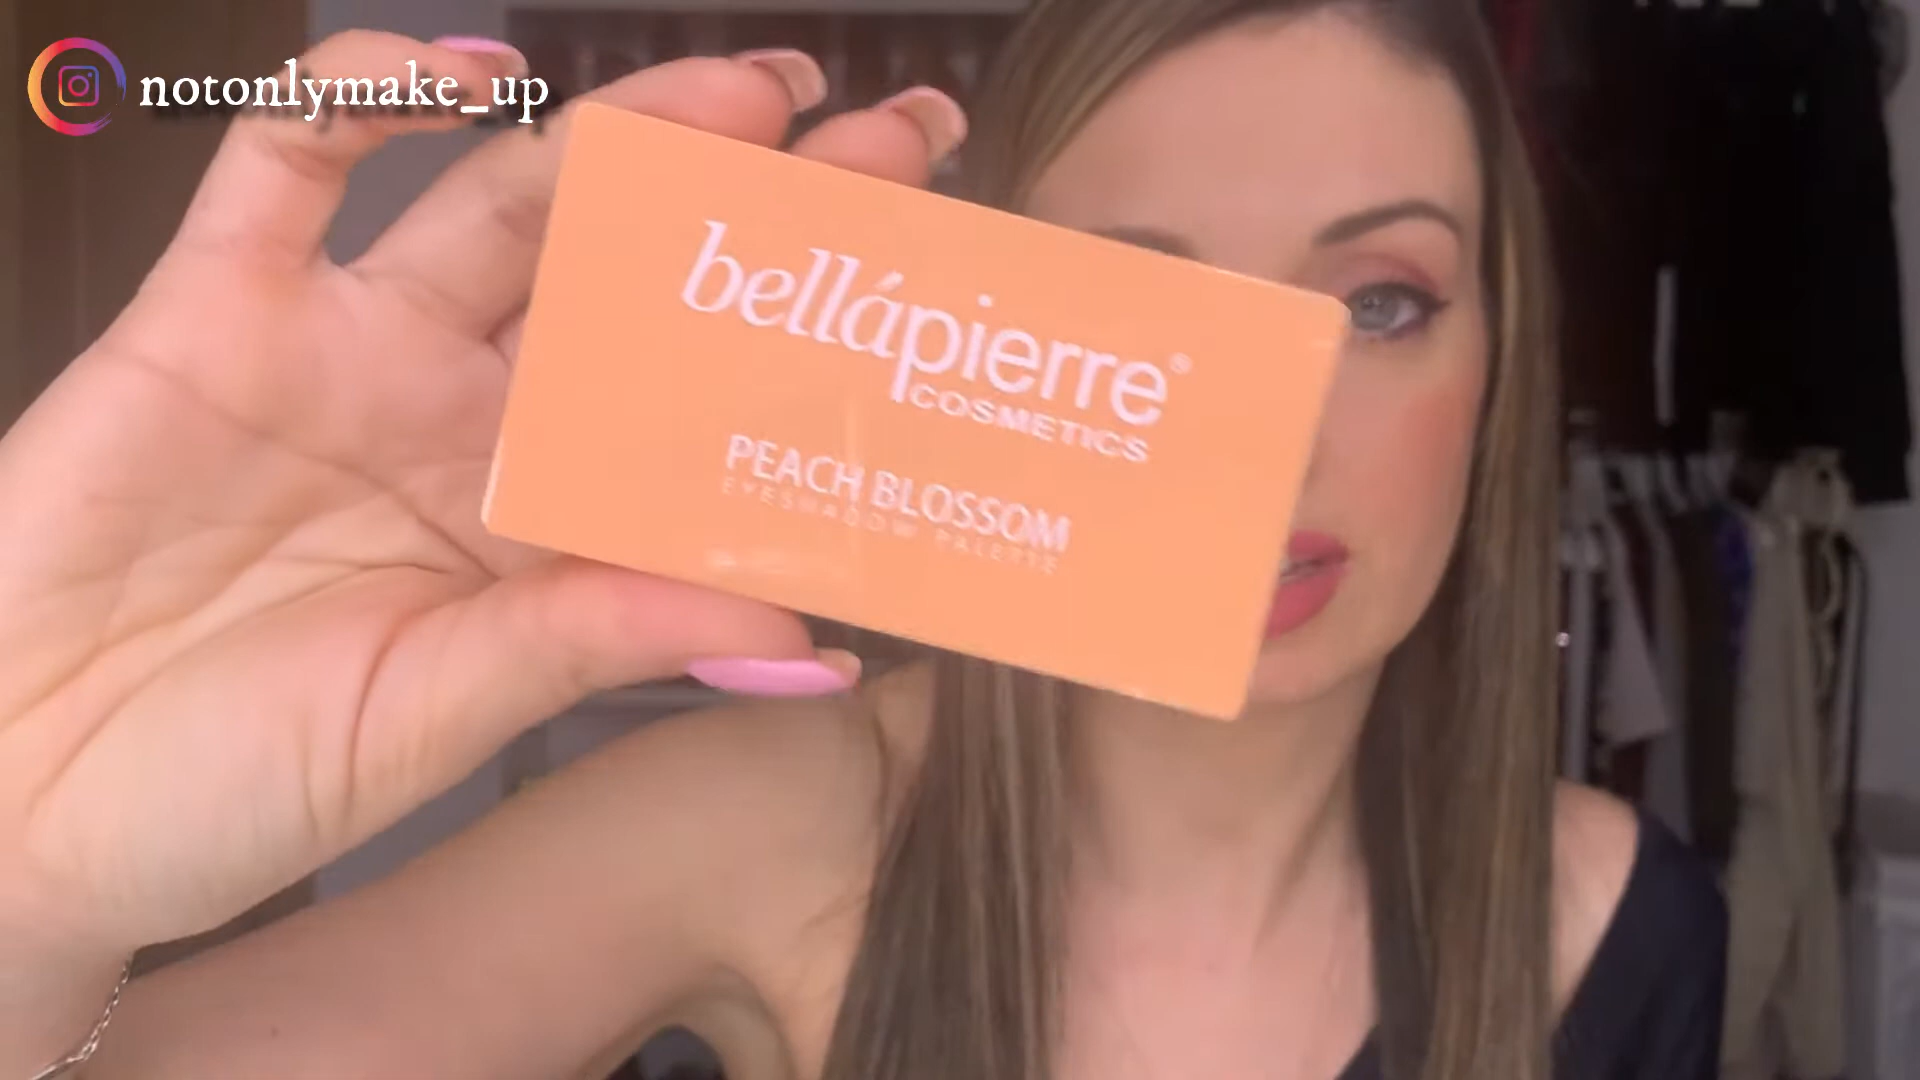 notonlymake_up
bellápierre®
COSMETICS
PEACH BLOSSOM
EYESHADOW PALETTE